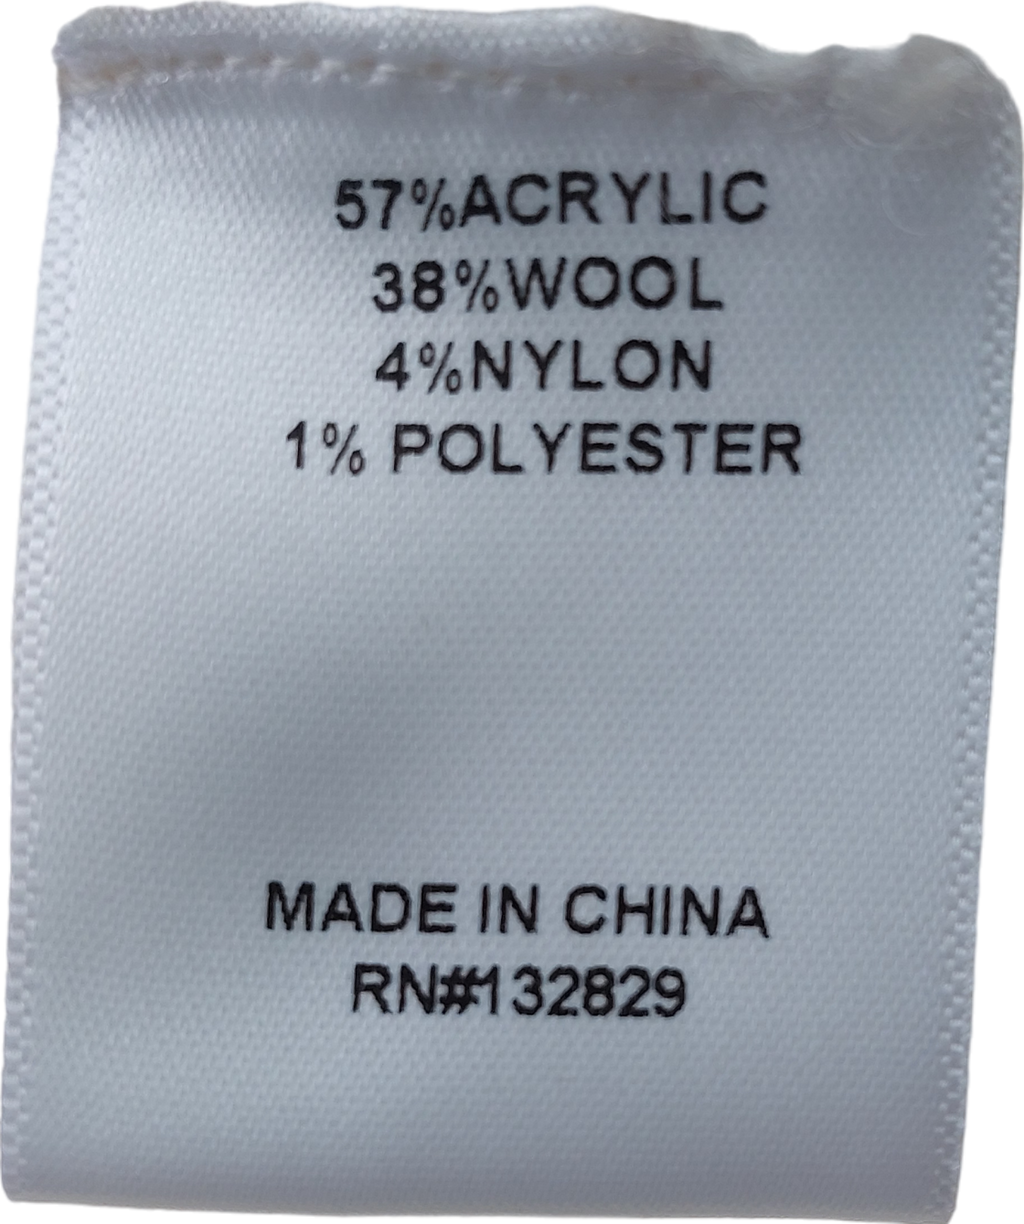 57%ACRYLIC
38%WOOL
4%NYLON
1% POLYESTER
MADE IN CHINA
RN#132829